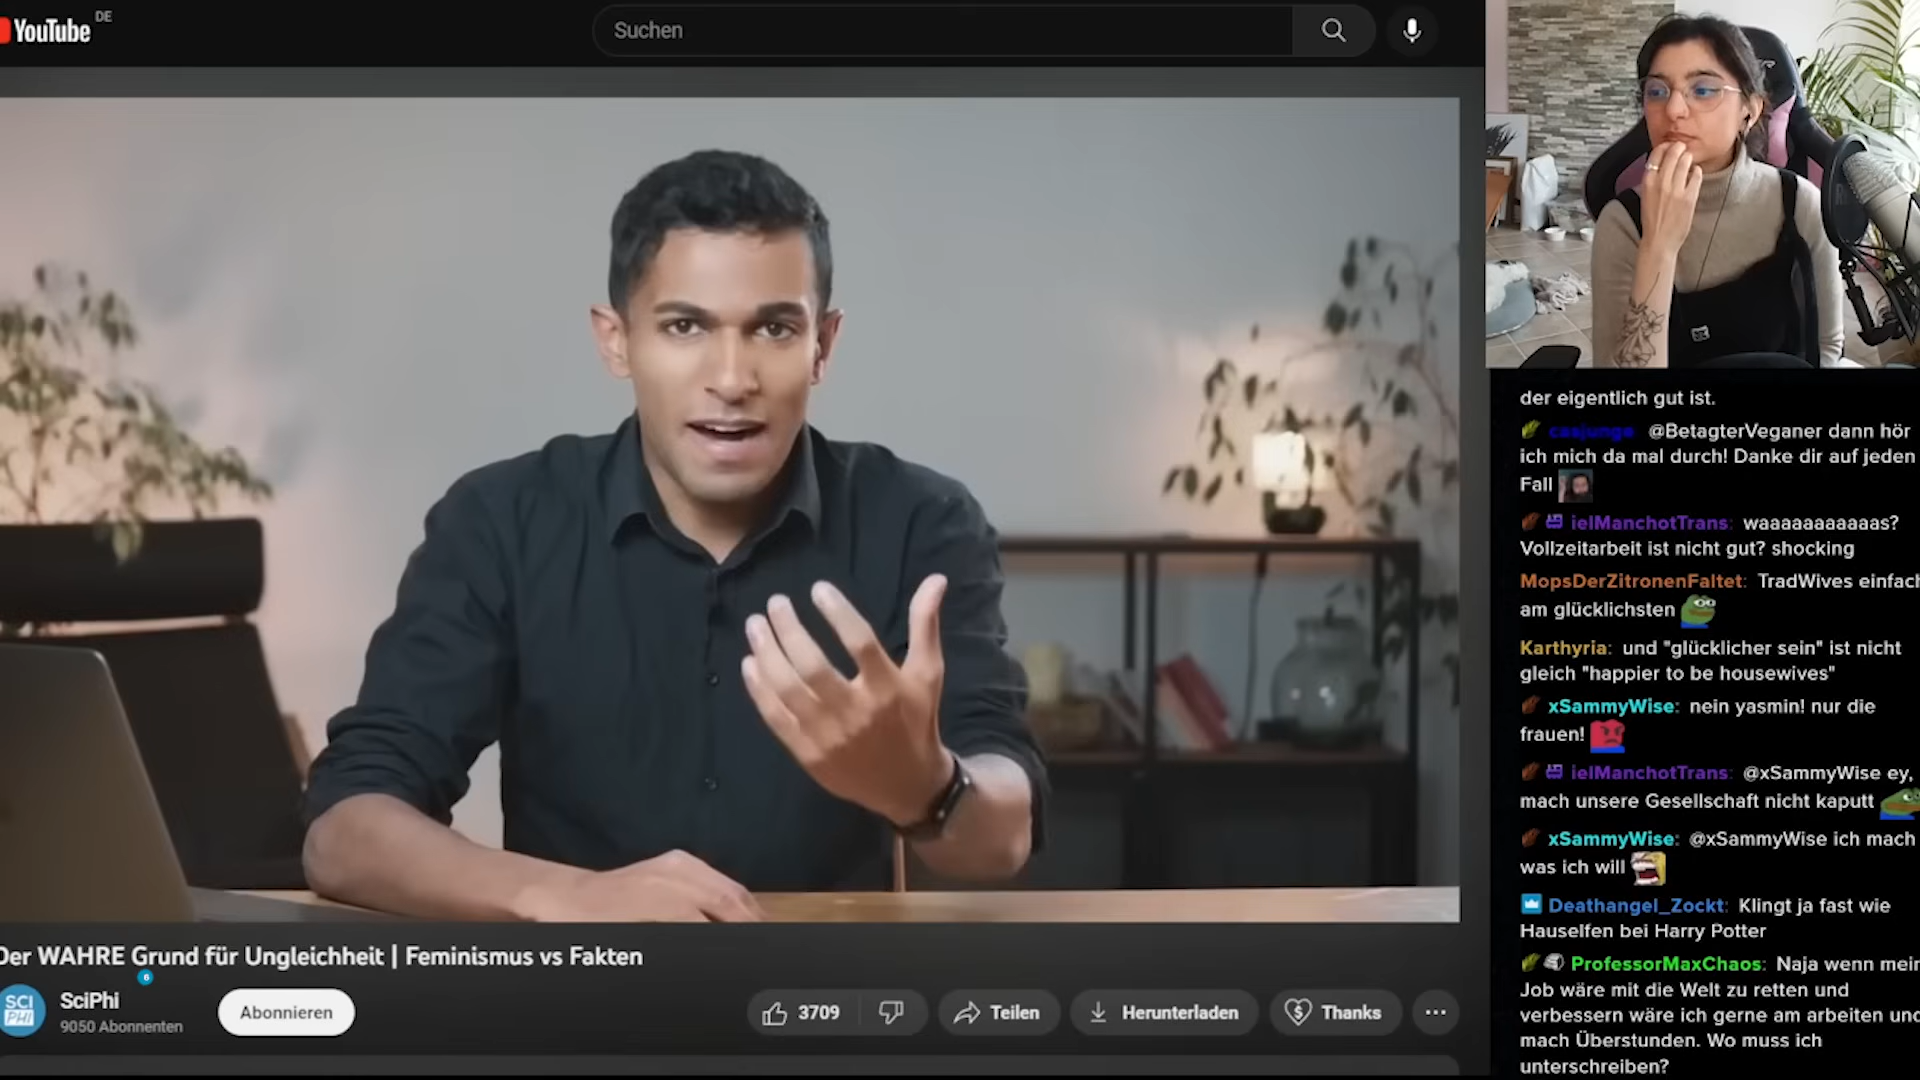 YouTube DE
Suchen
Der WAHRE Grund für Ungleichheit | Feminismus vs Fakten
6
SCI
PHI
SciPhi
9050 Abonnenten
Abonnieren
3709
Teilen
Herunterladen
Thanks
der eigentlich gut ist.
casjunge @BetagterVeganer dann hör
ich mich da mal durch! Danke dir auf jeden
Fall
ielManchotTrans: waaaaaaaaaaas?
Vollzeitarbeit ist nicht gut? shocking
MopsDerZitronenFaltet: TradWives einfach
am glücklichsten
Karthyria: und "glücklicher sein" ist nicht
gleich "happier to be housewives"
xSammyWise: nein yasmin! nur die
frauen!
ielManchotTrans: @xSammyWise ey,
mach unsere Gesellschaft nicht kaputt
xSammyWise: @xSammyWise ich mach
was ich will
Deathangel_Zockt: Klingt ja fast wie
Hauselfen bei Harry Potter
ProfessorMaxChaos: Naja wenn mein
Job wäre mit die Welt zu retten und
verbessern wäre ich gerne am arbeiten und
mach Überstunden. Wo muss ich
unterschreiben?